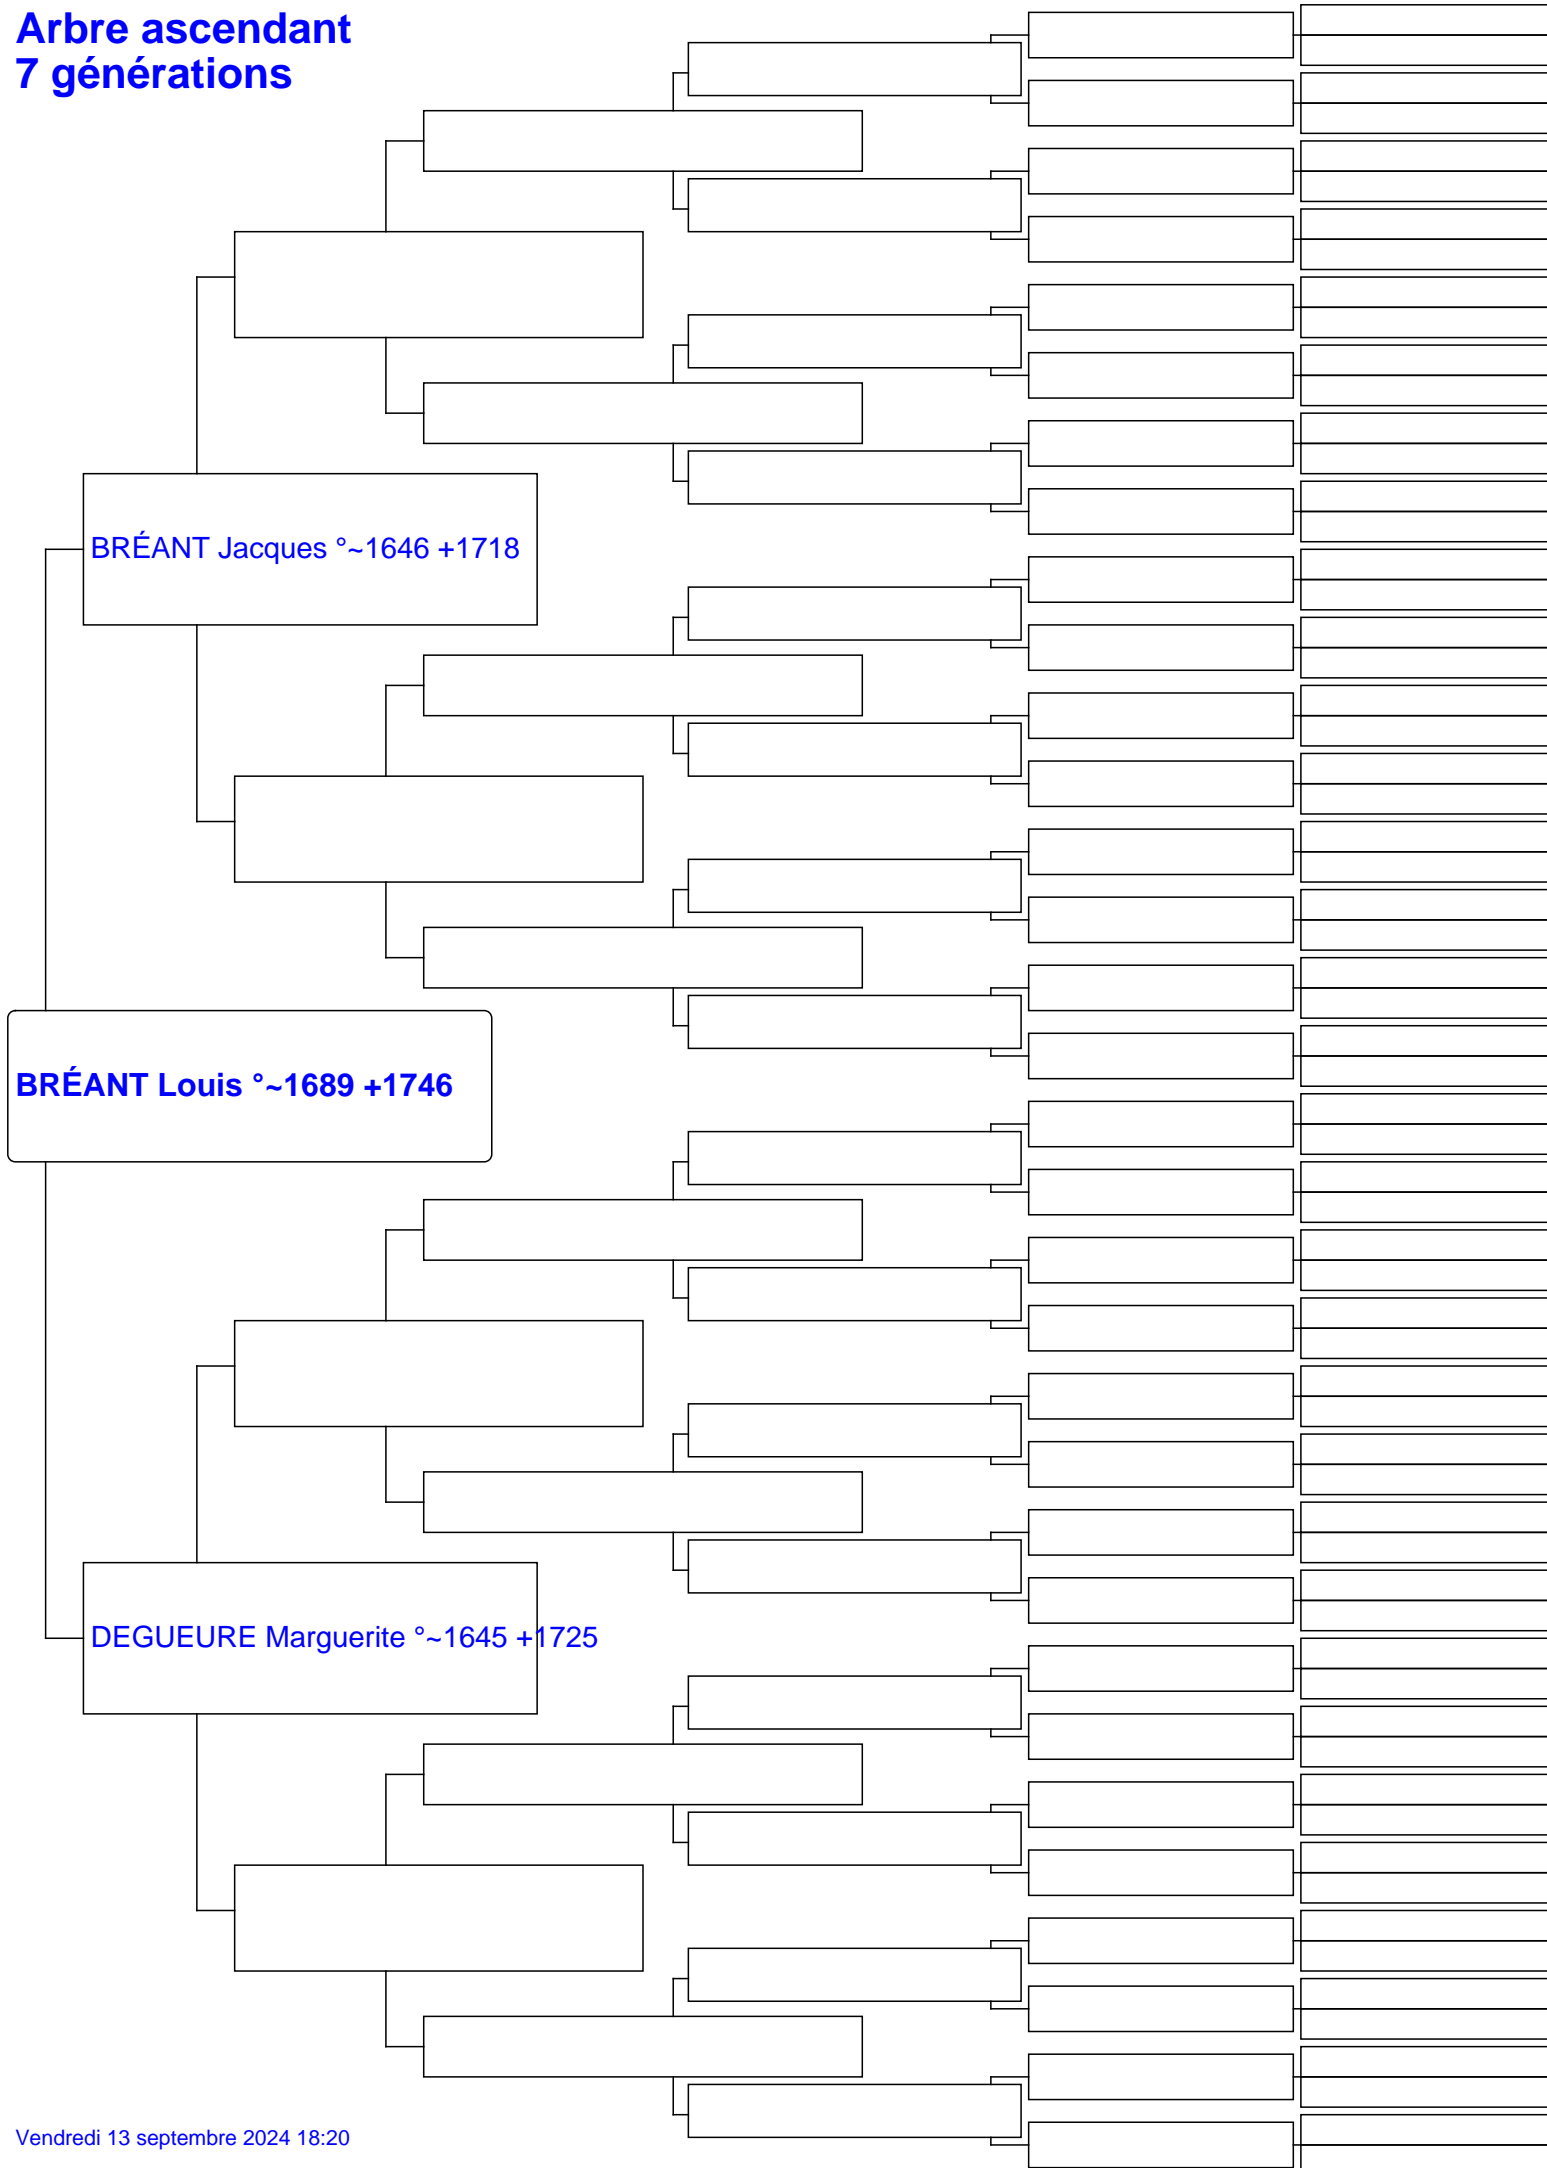 Arbre ascendant
7 générations
BRÉANT Jacques °~1646 +1718
BRÉANT Louis °~1689 +1746
DEGUEURE Marguerite °~1645 +1725
Vendredi 13 septembre 2024 18:20